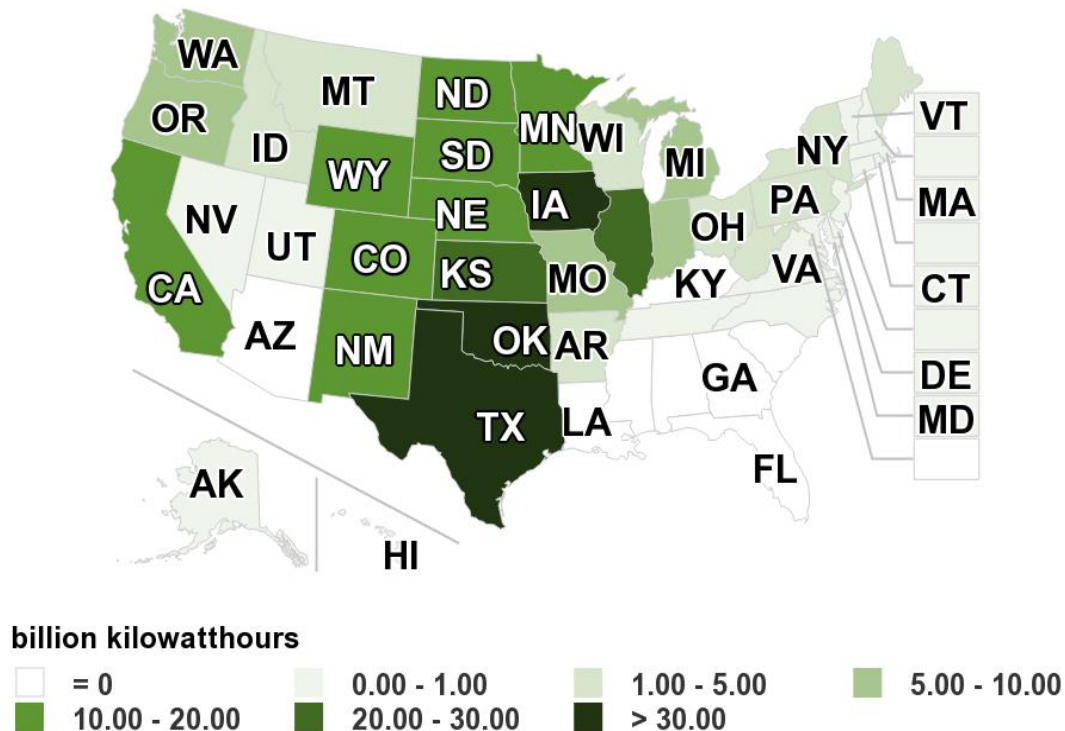 WA
MT
ND
MN
WI
MI
NY
VT
OR
ID
SD
WY
MA
PA
IA
NE
OH
NV
UT
CO
KS
MO
KY
VA
CT
CA
AZ
NM
OK
AR
GA
DE
MD
TX
LA
FL
AK
HI
billion kilowatthours
= 0
0.00 - 1.00
1.00 - 5.00
5.00 - 10.00
10.00 - 20.00
20.00 - 30.00
> 30.00